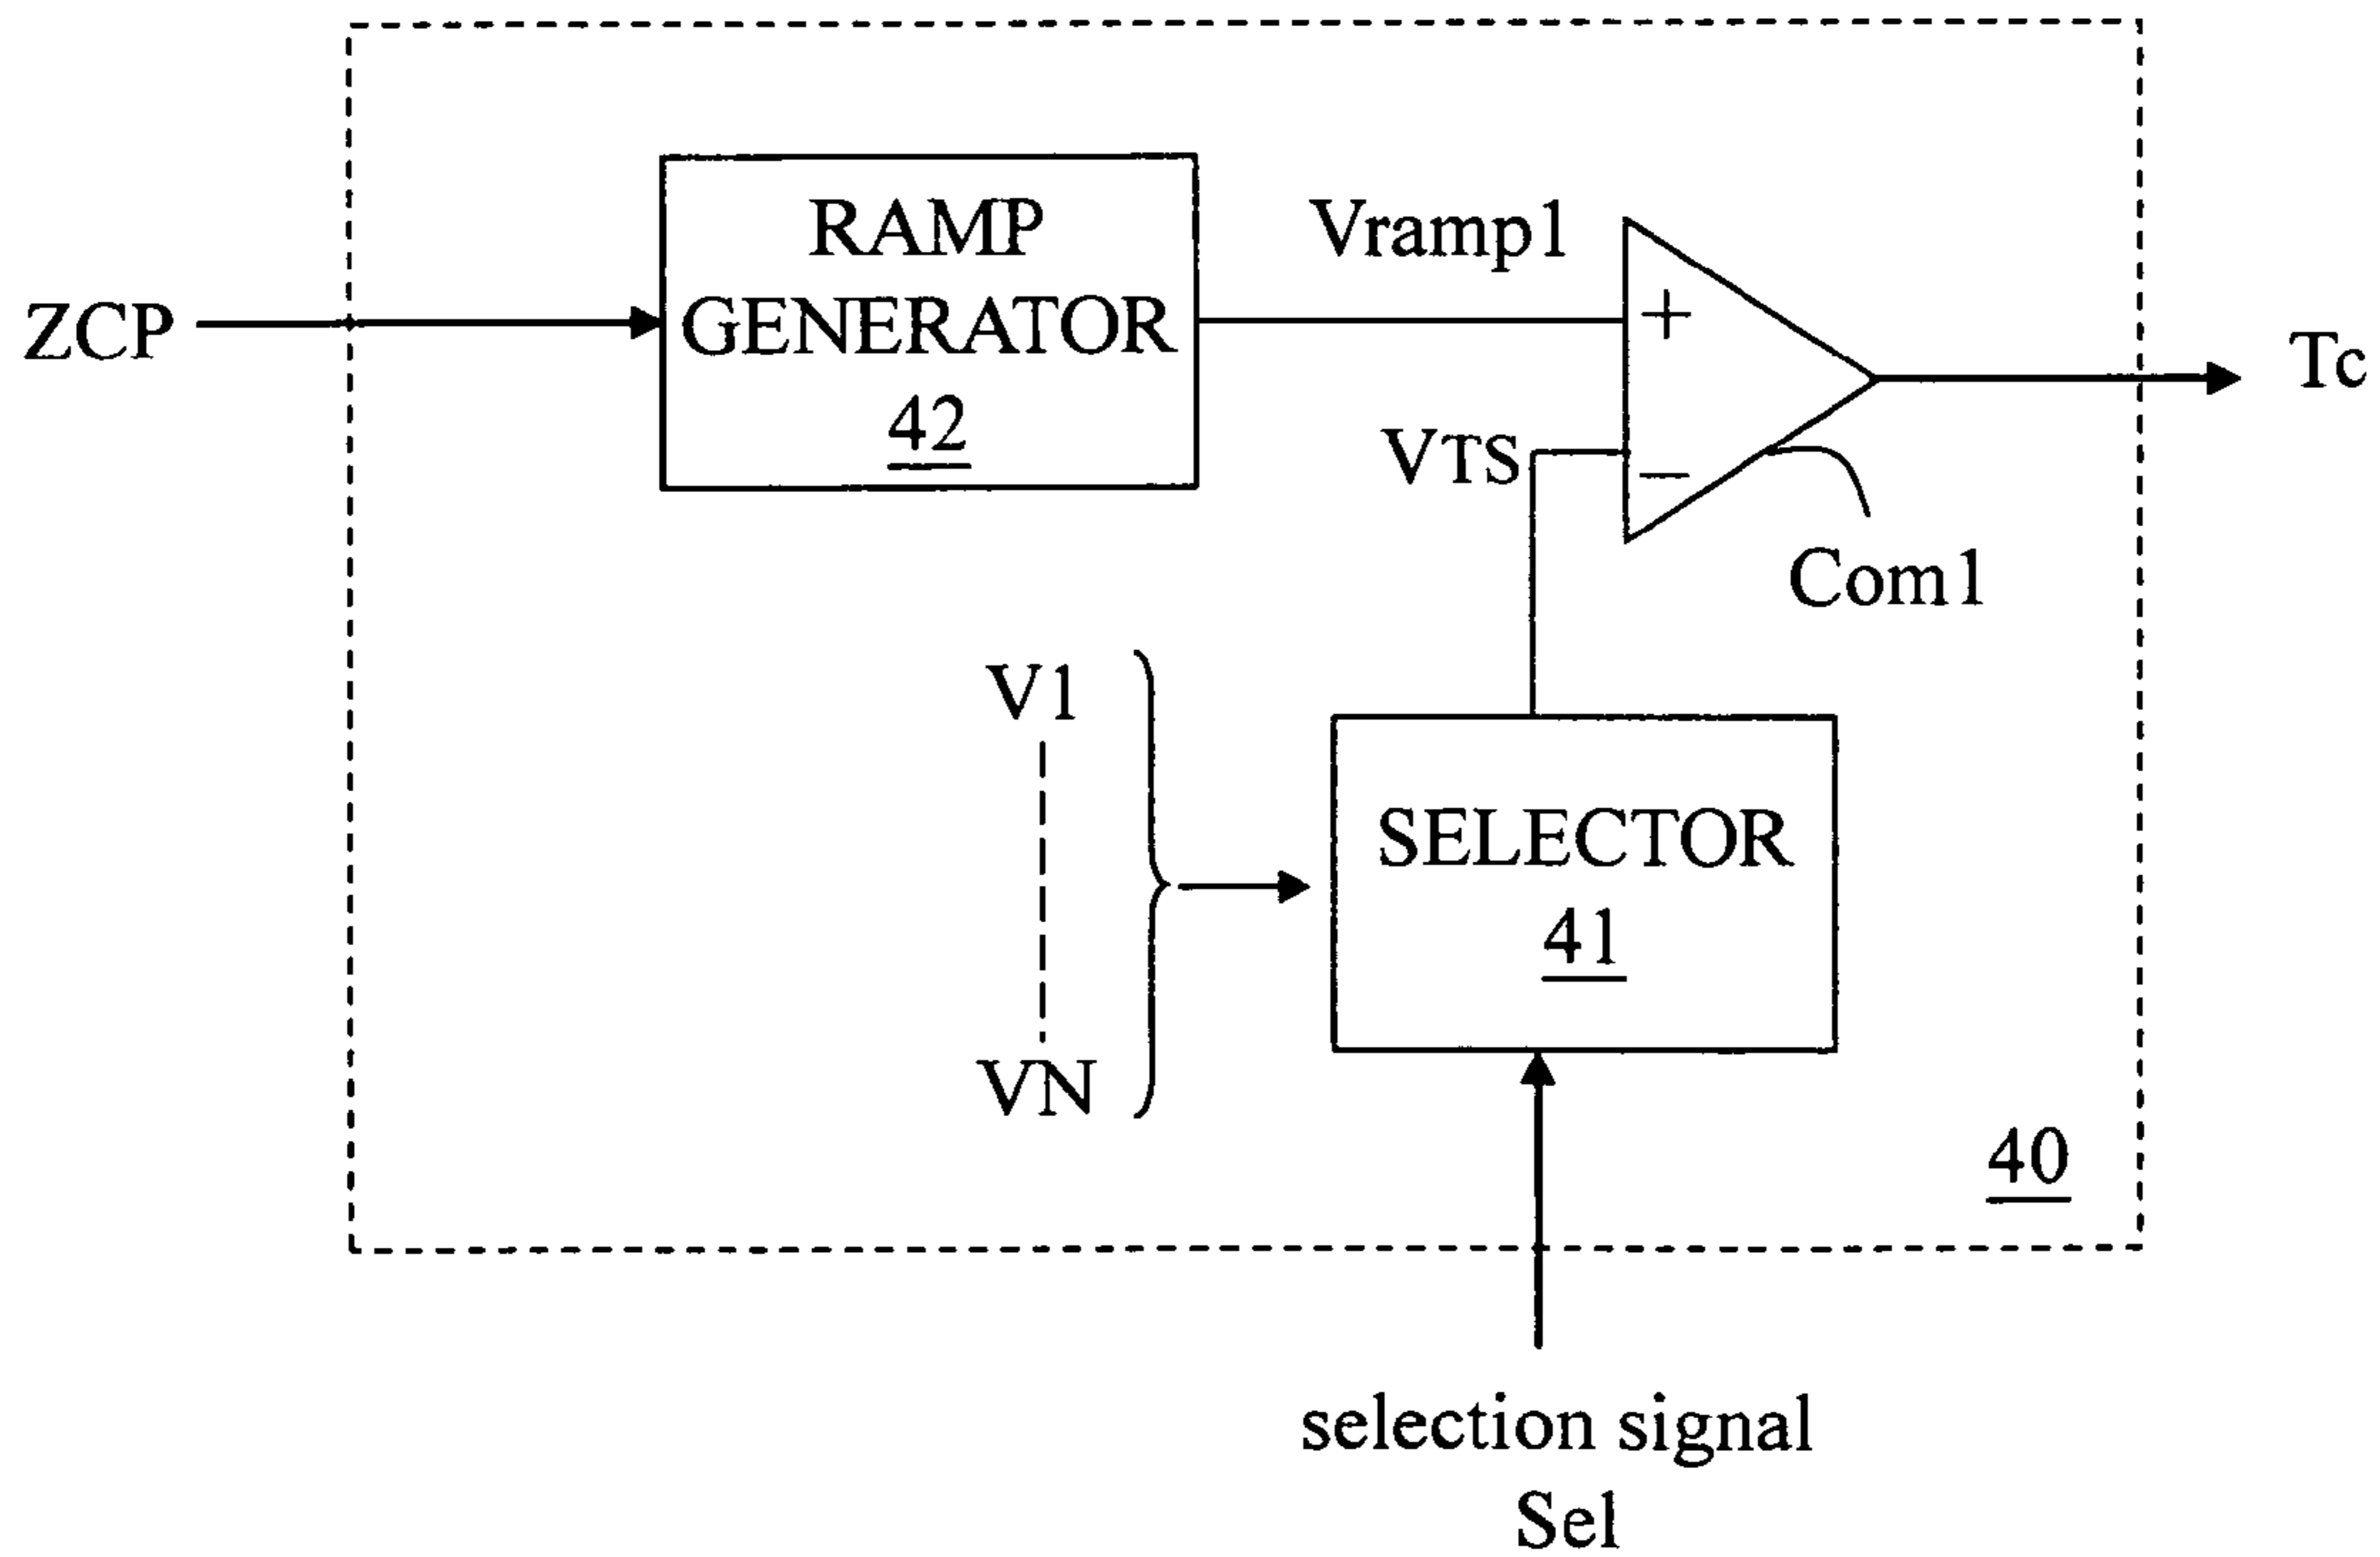 RAMP
GENERATOR
42
Vramp1
+
ZCP
Tc
VTS
−
Com1
V1
VN
SELECTOR
41
40
selection signal
Sel